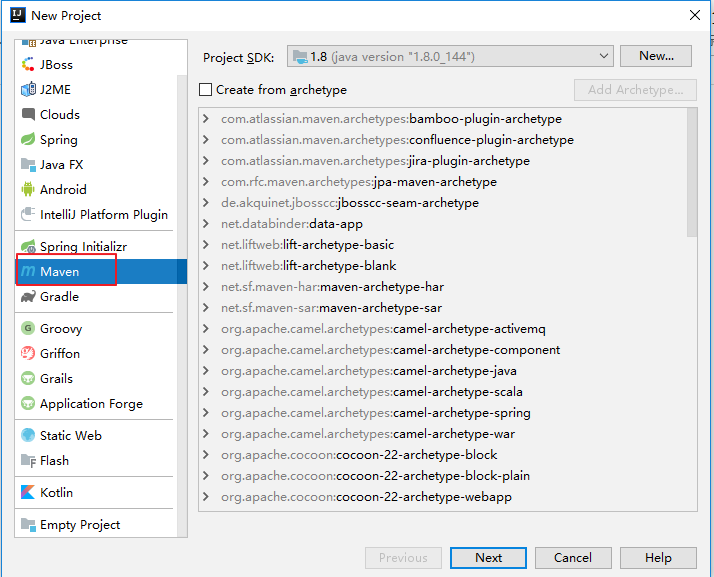 New Project
Java Enterprise
JBoss
J2ME
Clouds
Spring
Java FX
Android
IntelliJ Platform Plugin
Spring Initializr
Maven
Gradle
Groovy
Griffon
Grails
Application Forge
Static Web
Flash
Kotlin
Empty Project
Project SDK: 1.8 (java version "1.8.0_144") New...
Create from archetype Add Archetype...
com.atlassian.maven.archetypes:bamboo-plugin-archetype
com.atlassian.maven.archetypes:confluence-plugin-archetype
com.atlassian.maven.archetypes:jira-plugin-archetype
com.rfc.maven.archetypes:jpa-maven-archetype
de.akquinet.jbosscc:jbosscc-seam-archetype
net.databinder:data-app
net.liftweb:lift-archetype-basic
net.liftweb:lift-archetype-blank
net.sf.maven-har:maven-archetype-har
net.sf.maven-sar:maven-archetype-sar
org.apache.camel.archetypes:camel-archetype-activemq
org.apache.camel.archetypes:camel-archetype-component
org.apache.camel.archetypes:camel-archetype-java
org.apache.camel.archetypes:camel-archetype-scala
org.apache.camel.archetypes:camel-archetype-spring
org.apache.camel.archetypes:camel-archetype-war
org.apache.cocoon:cocoon-22-archetype-block
org.apache.cocoon:cocoon-22-archetype-block-plain
org.apache.cocoon:cocoon-22-archetype-webapp
Previous Next Cancel Help